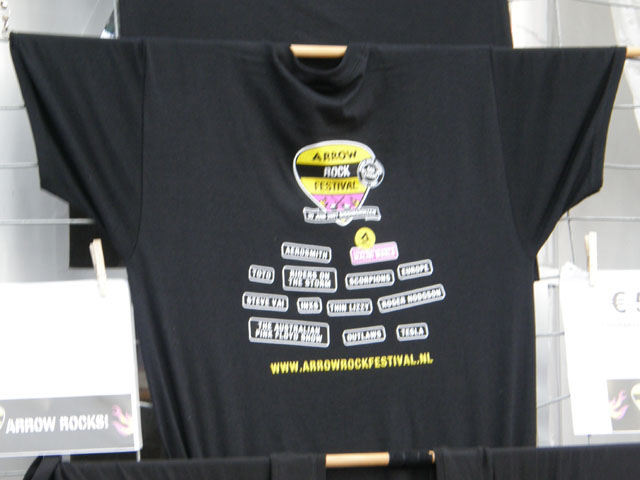 ARROW
ROCK
FESTIVAL
AEROSMITH
TOTO
RIDERS ON
THE STORM
SCORPIONS
EUROPE
STEVE VAI
INXS
THIN LIZZY
ROGER HODGSON
THE AUSTRALIAN
PINK FLOYD SHOW
OUTLAWS
TESLA
WWW.ARROWROCKFESTIVAL.NL
ARROW ROCKS!
€ 5